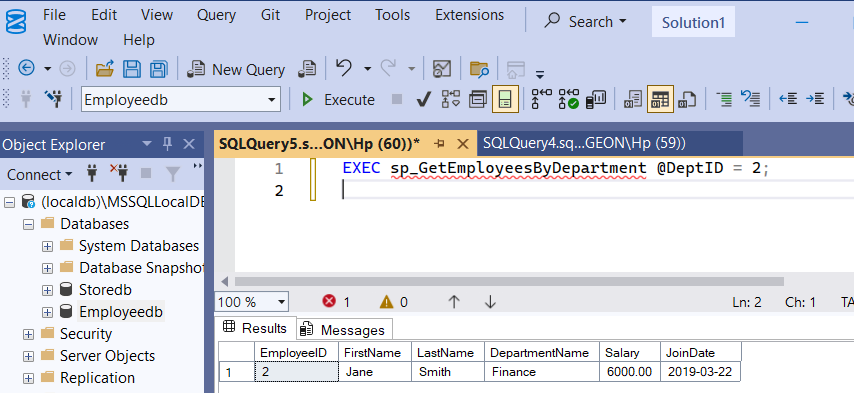 File Edit View Query Git Project Tools Extensions Search Solution1
Window Help
New Query
Employeedb Execute
Object Explorer
SQLQuery5.s...ON\Hp (60))* SQLQuery4.sq...GEON\Hp (59))
Connect
1 EXEC sp_GetEmployeesByDepartment @DeptID = 2;
2
(localdb)\MSSQLLocalDB
Databases
System Databases
Database Snapshot
Storedb
Employeedb
Security
Server Objects
Replication
100 % 1 0 Ln: 2 Ch: 1 TA
Results Messages
EmployeeID FirstName LastName DepartmentName Salary JoinDate
1 2 Jane Smith Finance 6000.00 2019-03-22